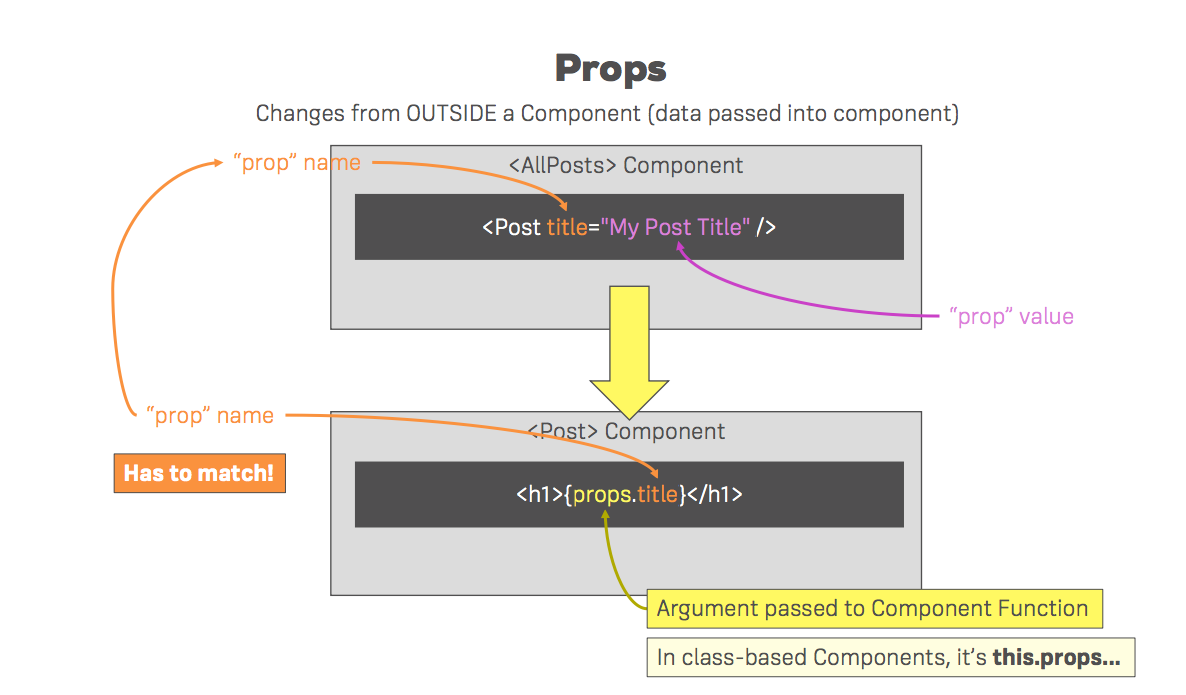 Props
Changes from OUTSIDE a Component (data passed into component)
“prop” name
<AllPosts> Component
<Post title="My Post Title" />
“prop” value
“prop” name
<Post> Component
Has to match!
<h1>{props.title}</h1>
Argument passed to Component Function
In class-based Components, it’s this.props...